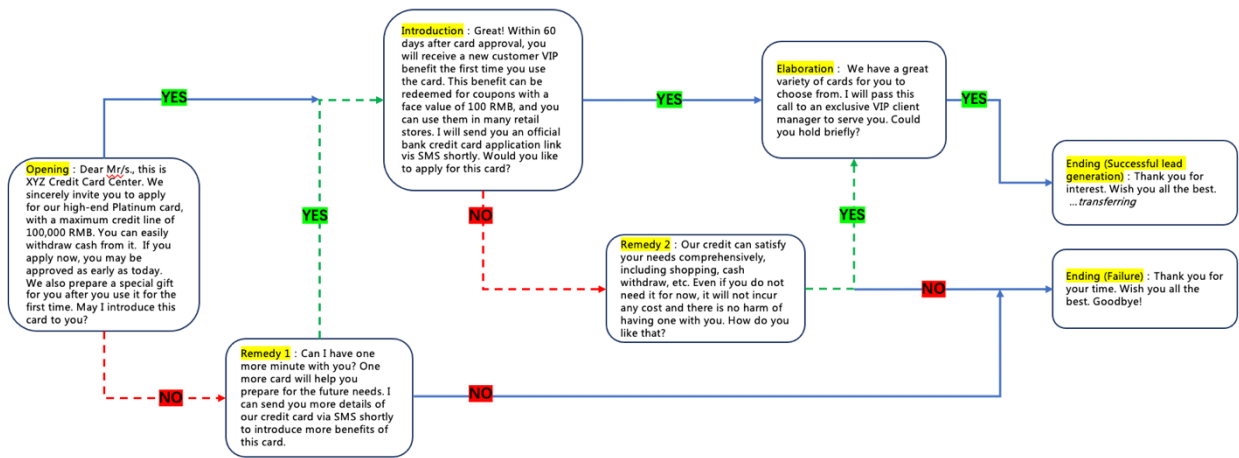 Introduction : Great! Within 60
days after card approval, you
will receive a new customer VIP
benefit the first time you use
the card. This benefit can be
redeemed for coupons with a
face value of 100 RMB, and you
can use them in many retail
stores. I will send you an official
bank credit card application link
vis SMS shortly. Would you like
to apply for this card?
Elaboration : We have a great
variety of cards for you to
choose from. I will pass this
call to an exclusive VIP client
manager to serve you. Could
you hold briefly?
YES
YES
YES
Opening : Dear Mr/s., this is
XYZ Credit Card Center. We
sincerely invite you to apply
for our high-end Platinum card,
with a maximum credit line of
100,000 RMB. You can easily
withdraw cash from it. If you
apply now, you may be
approved as early as today.
We also prepare a special gift
for you after you use it for the
first time. May I introduce this
card to you?
Ending (Successful lead
generation) : Thank you for
interest. Wish you all the best.
...transferring
YES
NO
YES
Remedy 2 : Our credit can satisfy
your needs comprehensively,
including shopping, cash
withdraw, etc. Even if you do not
need it for now, it will not incur
any cost and there is no harm of
having one with you. How do you
like that?
NO
Ending (Failure) : Thank you for
your time. Wish you all the
best. Goodbye!
Remedy 1 : Can I have one
more minute with you? One
more card will help you
prepare for the future needs. I
can send you more details of
our credit card via SMS shortly
to introduce more benefits of
this card.
NO
NO